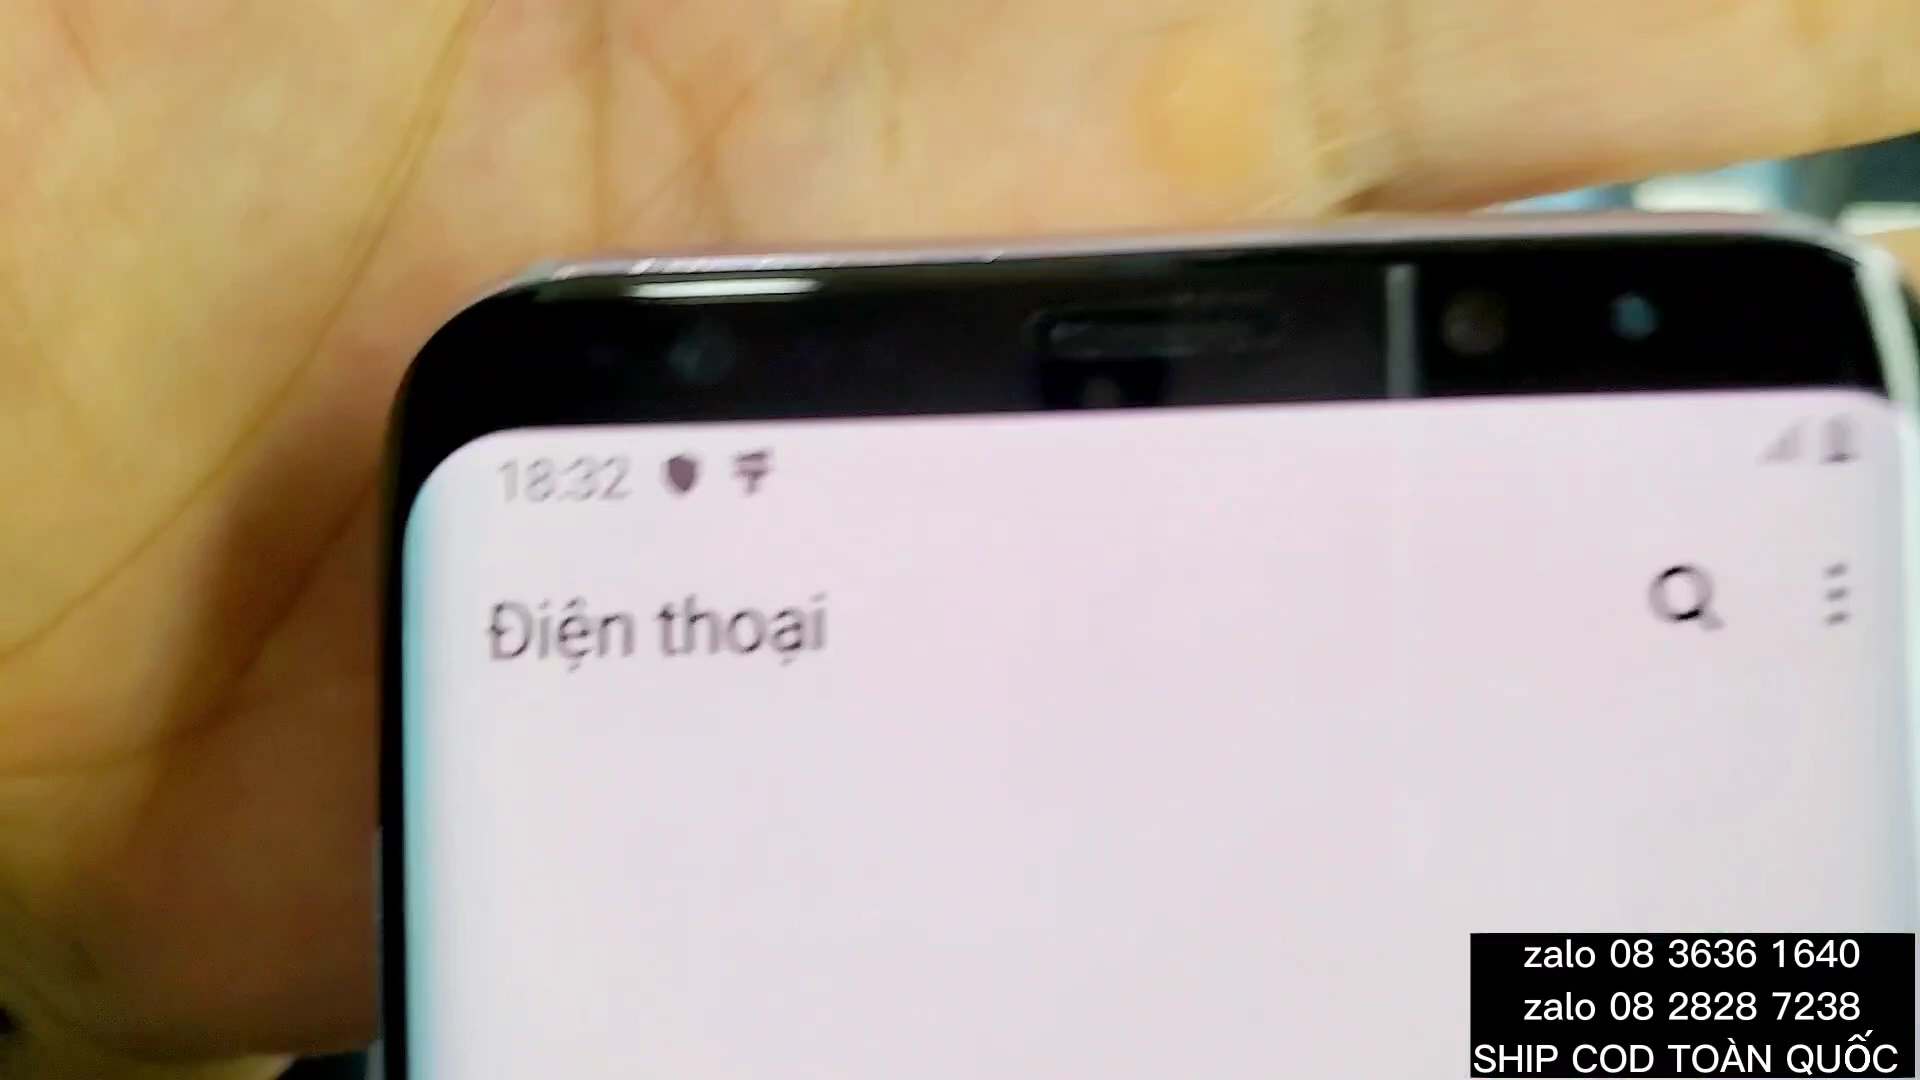 18:32
Điện thoại
zalo 08 3636 1640
zalo 08 2828 7238
SHIP COD TOÀN QUỐC